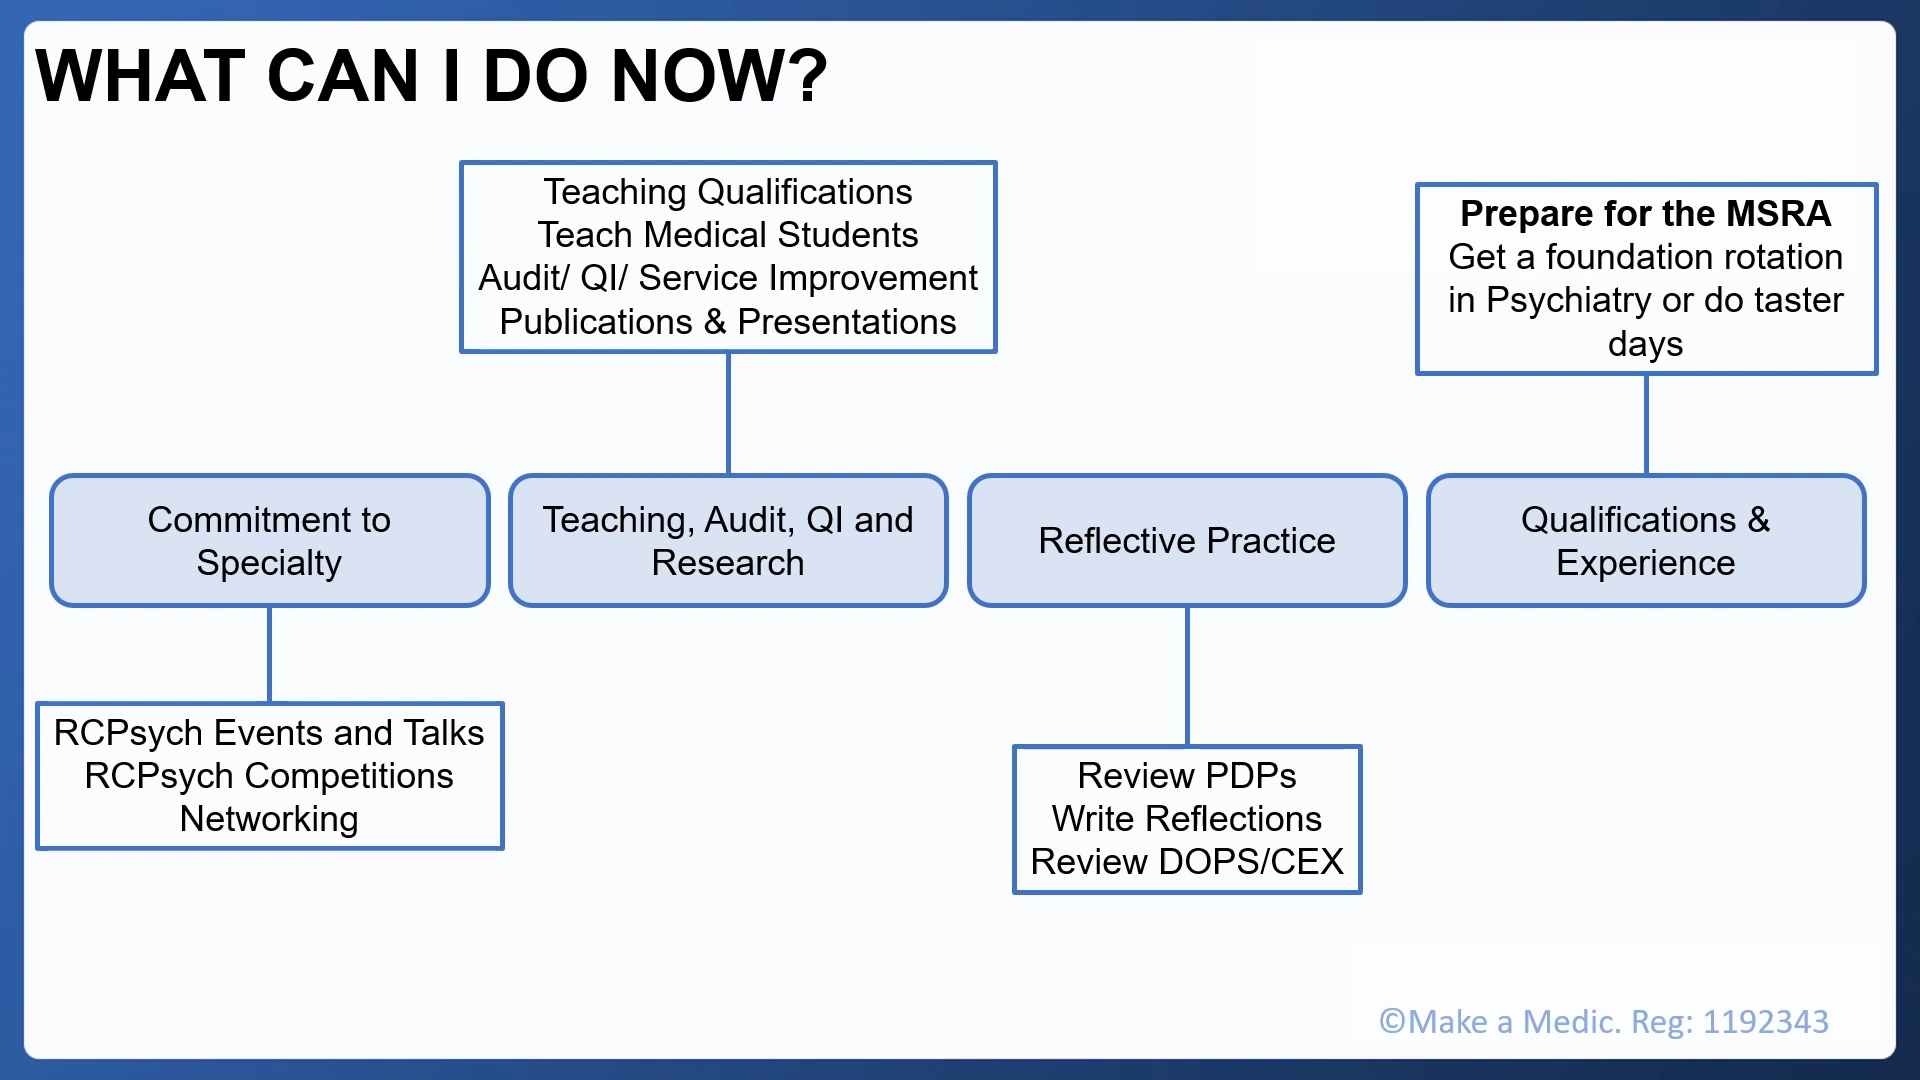 WHAT CAN I DO NOW?
Teaching Qualifications
Teach Medical Students
Audit/ QI/ Service Improvement
Publications & Presentations
Prepare for the MSRA
Get a foundation rotation
in Psychiatry or do taster
days
Commitment to
Specialty
Teaching, Audit, QI and
Research
Reflective Practice
Qualifications &
Experience
RCPsych Events and Talks
RCPsych Competitions
Networking
Review PDPs
Write Reflections
Review DOPS/CEX
©Make a Medic. Reg: 1192343